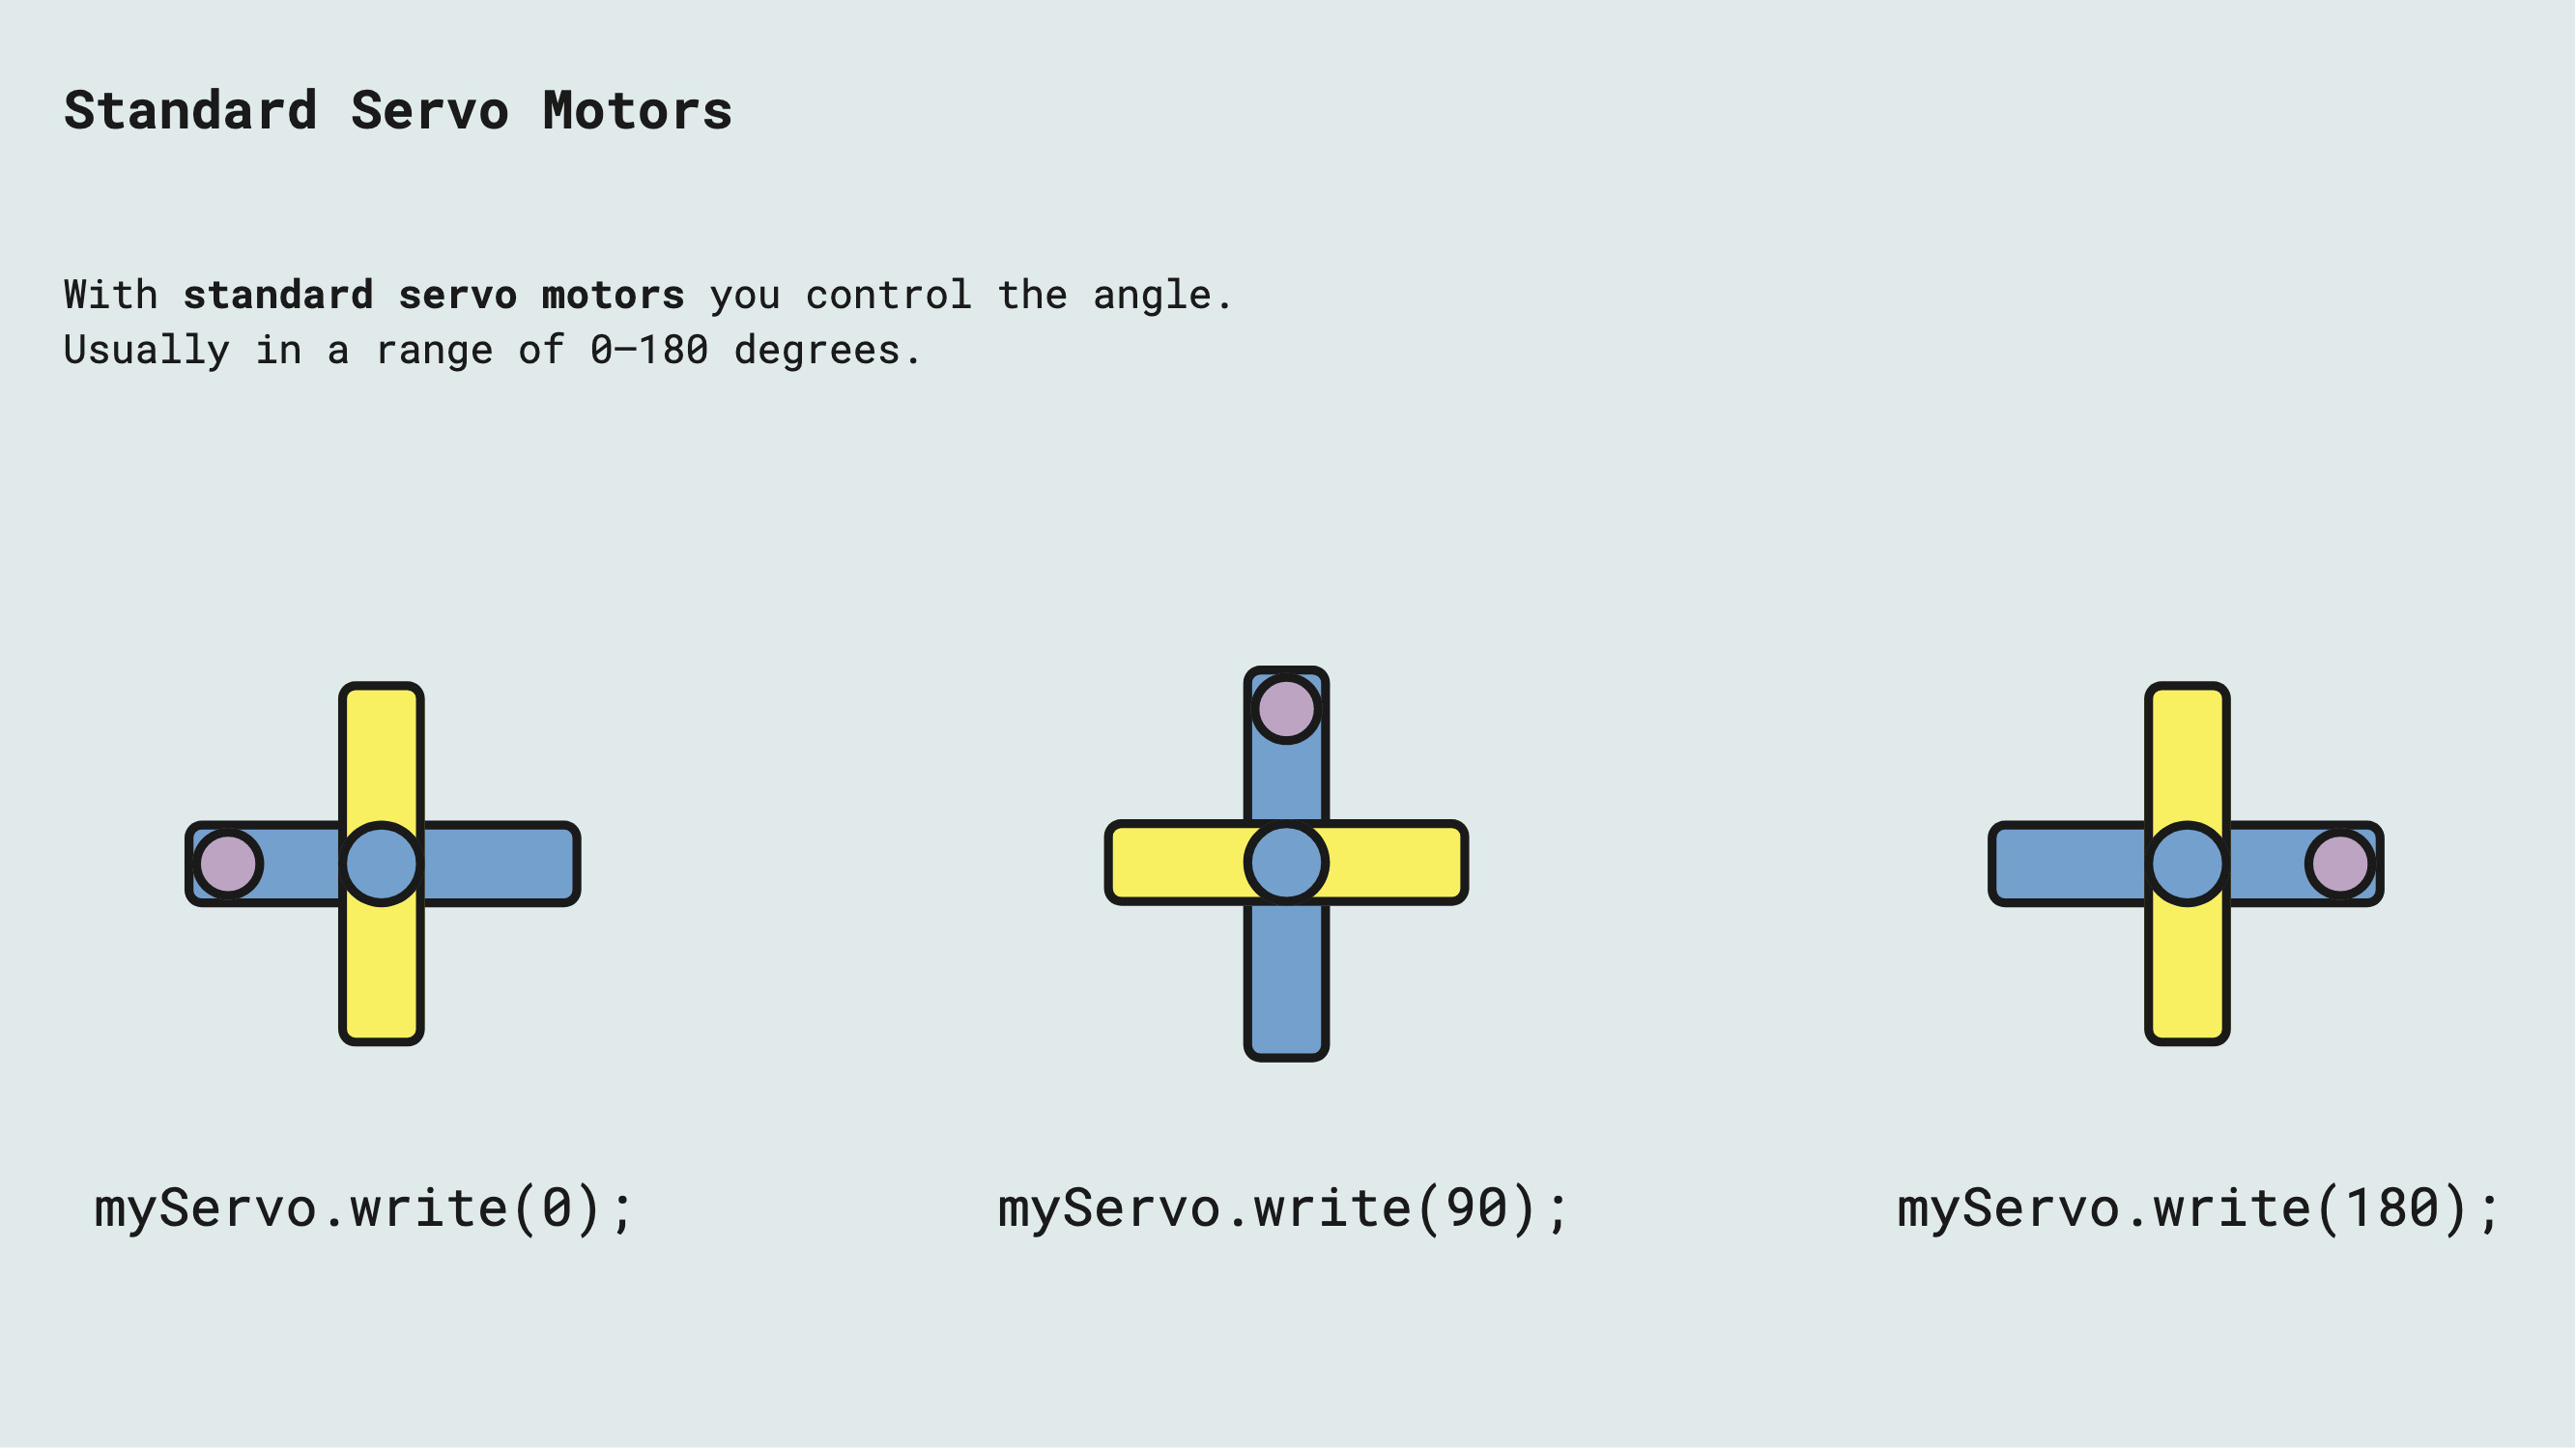 Standard Servo Motors
With standard servo motors you control the angle.
Usually in a range of 0–180 degrees.
myServo.write(0);
myServo.write(90);
myServo.write(180);